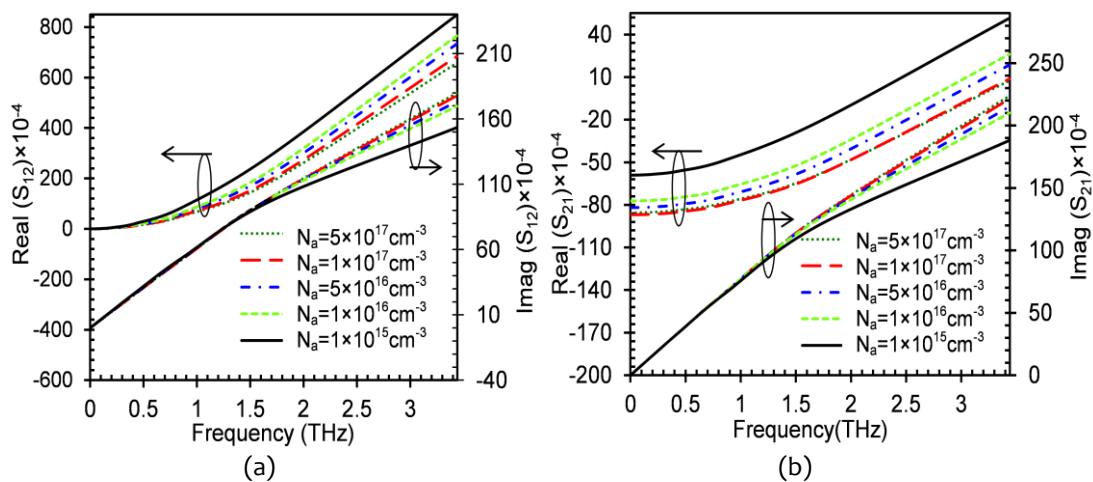 800
600
400
200
0
-200
-400
-600
Real (S₁₂)×10⁻⁴
210
160
110
60
10
-40
Imag (S₁₂)×10⁻⁴
Nₐ=5×10¹⁷cm⁻³
Nₐ=1×10¹⁷cm⁻³
Nₐ=5×10¹⁶cm⁻³
Nₐ=1×10¹⁶cm⁻³
Nₐ=1×10¹⁵cm⁻³
0 0.5 1 1.5 2 2.5 3
Frequency (THz)
(a)
40
10
-20
-50
-80
-110
-140
-170
-200
Real (S₂₁)×10⁻⁴
250
200
150
100
50
0
Imag (S₂₁)×10⁻⁴
Nₐ=5×10¹⁷cm⁻³
Nₐ=1×10¹⁷cm⁻³
Nₐ=5×10¹⁶cm⁻³
Nₐ=1×10¹⁶cm⁻³
Nₐ=1×10¹⁵cm⁻³
0 0.5 1 1.5 2 2.5 3
Frequency(THz)
(b)